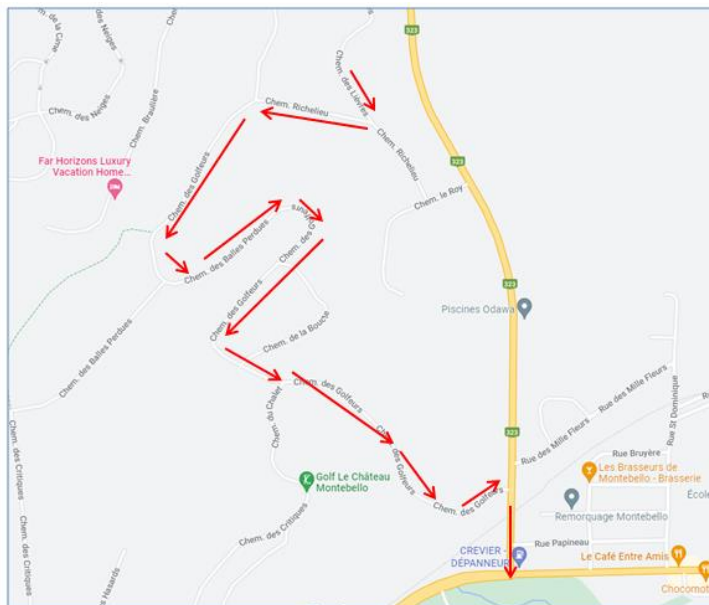 323
Chem. de la Cime
Chem. des Neiges
Chem. des Neiges
Chem. Braulière
Chem. des Lièvres
Chem. Richelieu
Chem. Richelieu
Chem. le Roy
323
Far Horizons Luxury
Vacation Home...
Chem. des Golfeurs
Chem. des Balles Perdues
Chem. des G
323
Piscines Odawa
Chem. des Golfeurs
Chem. de la Boucle
Chem. des Balles Perdues
Chem. des Golfeurs
Chem. du Chalet
Chem. des Golfeurs
Chem. des Golfeurs
Rue des Mille Fleurs
Rue St Dominique
323
Rue des Mille Fleurs
Rue Bruyère
Les Brasseurs de
Montebello - Brasserie
École
Golf Le Château
Montebello
Remorquage Montebello
Chem. des Critiques
Chem. des Critiques
Chem. des Critiques
Rue Papineau
CREVIER -
DÉPANNEUR
Le Café Entre Amis
Chocomot
Hasards